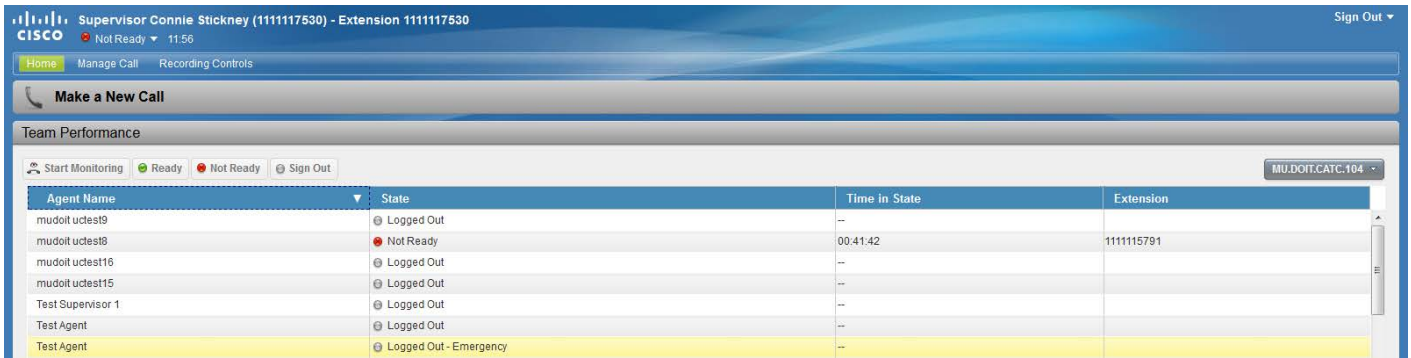 Supervisor Connie Stickney (1111117530) - Extension 1111117530
Sign Out
CISCO
Not Ready 11:56
Home Manage Call Recording Controls
Make a New Call
Team Performance
Start Monitoring Ready Not Ready Sign Out MU.DOIT.CATC.104
Agent Name State Time in State Extension
mudoit uctest9 Logged Out --
mudoit uctest8 Not Ready 00:41:42 1111115791
mudoit uctest16 Logged Out --
mudoit uctest15 Logged Out --
Test Supervisor 1 Logged Out --
Test Agent Logged Out --
Test Agent Logged Out - Emergency --